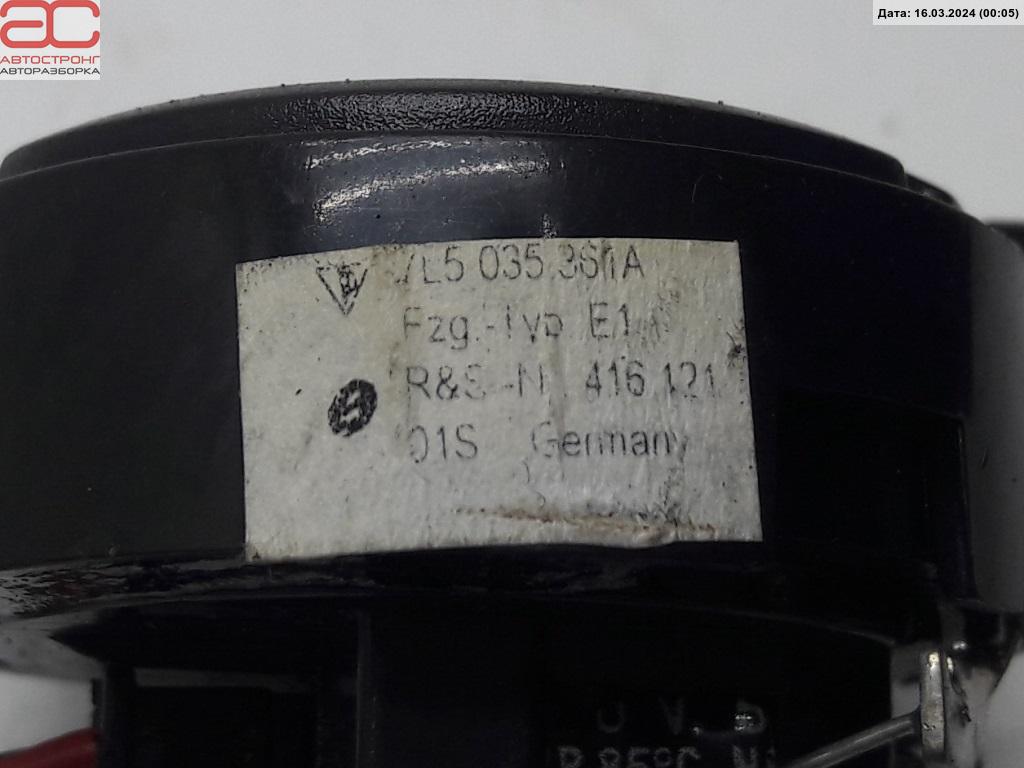 АВТОСТРОНГ
АВТОРАЗБОРКА
Дата: 16.03.2024 (00:05)
7L5 035 361A
Fzg.-Typ E1
R&S-Nr. 416.121
01S Germany